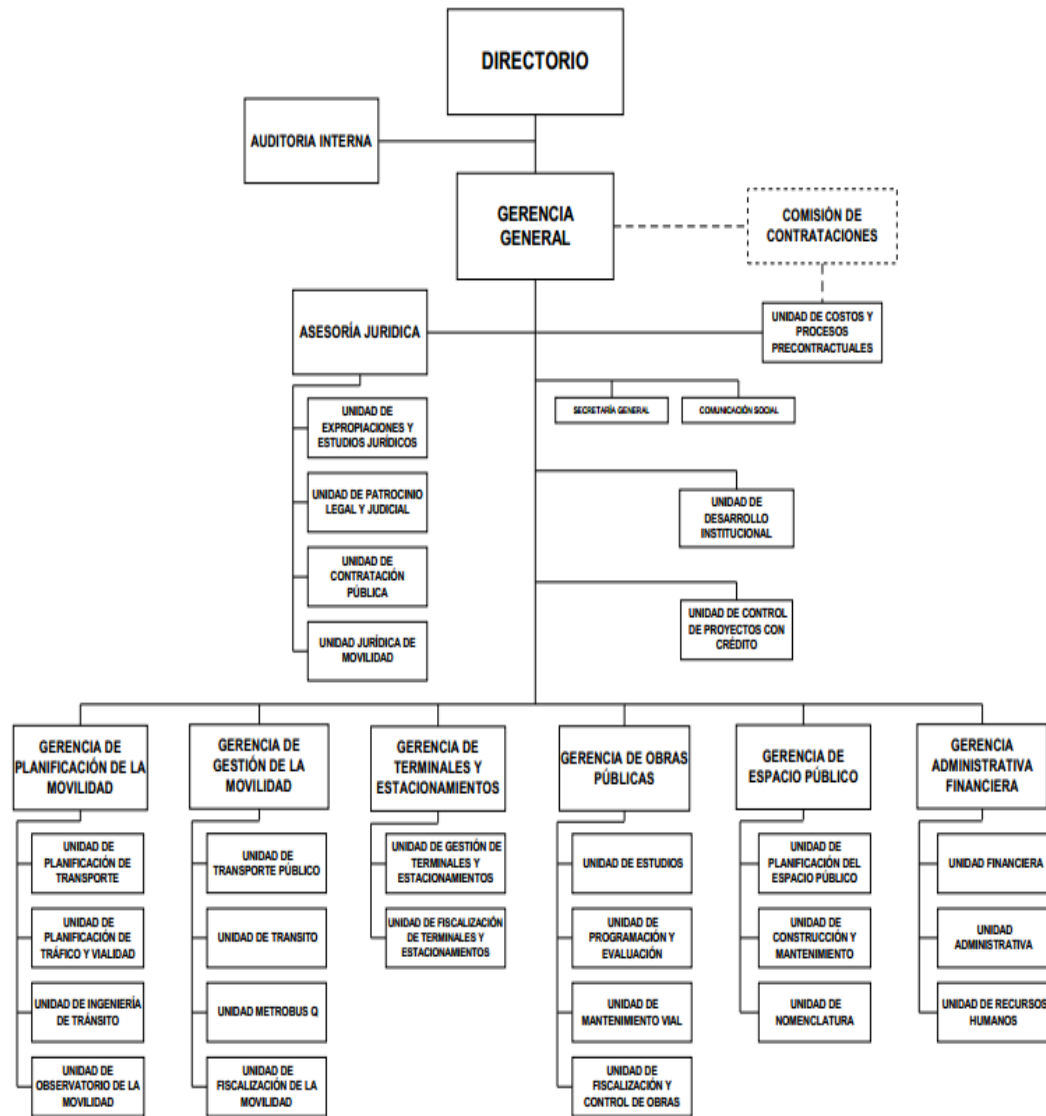 DIRECTORIO
AUDITORIA INTERNA
GERENCIA
GENERAL
COMISIÓN DE
CONTRATACIONES
ASESORÍA JURIDICA
UNIDAD DE COSTOS Y
PROCESOS
PRECONTRACTUALES
UNIDAD DE
EXPROPIACIONES Y
ESTUDIOS JURÍDICOS
SECRETARÍA GENERAL
COMUNICACIÓN SOCIAL
UNIDAD DE PATROCINIO
LEGAL Y JUDICIAL
UNIDAD DE
DESARROLLO
INSTITUCIONAL
UNIDAD DE
CONTRATACIÓN
PÚBLICA
UNIDAD JURÍDICA DE
MOVILIDAD
UNIDAD DE CONTROL
DE PROYECTOS CON
CRÉDITO
GERENCIA DE
PLANIFICACIÓN DE LA
MOVILIDAD
GERENCIA DE
GESTIÓN DE LA
MOVILIDAD
GERENCIA DE
TERMINALES Y
ESTACIONAMIENTOS
GERENCIA DE OBRAS
PÚBLICAS
GERENCIA DE
ESPACIO PÚBLICO
GERENCIA
ADMINISTRATIVA
FINANCIERA
UNIDAD DE
PLANIFICACIÓN DE
TRANSPORTE
UNIDAD DE
TRANSPORTE PÚBLICO
UNIDAD DE GESTIÓN DE
TERMINALES Y
ESTACIONAMIENTOS
UNIDAD DE ESTUDIOS
UNIDAD DE
PLANIFICACIÓN DEL
ESPACIO PÚBLICO
UNIDAD FINANCIERA
UNIDAD DE
PLANIFICACIÓN DE
TRÁFICO Y VIALIDAD
UNIDAD DE TRANSITO
UNIDAD DE FISCALIZACIÓN
DE TERMINALES Y
ESTACIONAMIENTOS
UNIDAD DE
PROGRAMACIÓN Y
EVALUACIÓN
UNIDAD DE
CONSTRUCCIÓN Y
MANTENIMIENTO
UNIDAD
ADMINISTRATIVA
UNIDAD DE INGENIERÍA
DE TRÁNSITO
UNIDAD METROBUS Q
UNIDAD DE
MANTENIMIENTO VIAL
UNIDAD DE
NOMENCLATURA
UNIDAD DE RECURSOS
HUMANOS
UNIDAD DE
OBSERVATORIO DE LA
MOVILIDAD
UNIDAD DE
FISCALIZACIÓN DE LA
MOVILIDAD
UNIDAD DE
FISCALIZACIÓN Y
CONTROL DE OBRAS